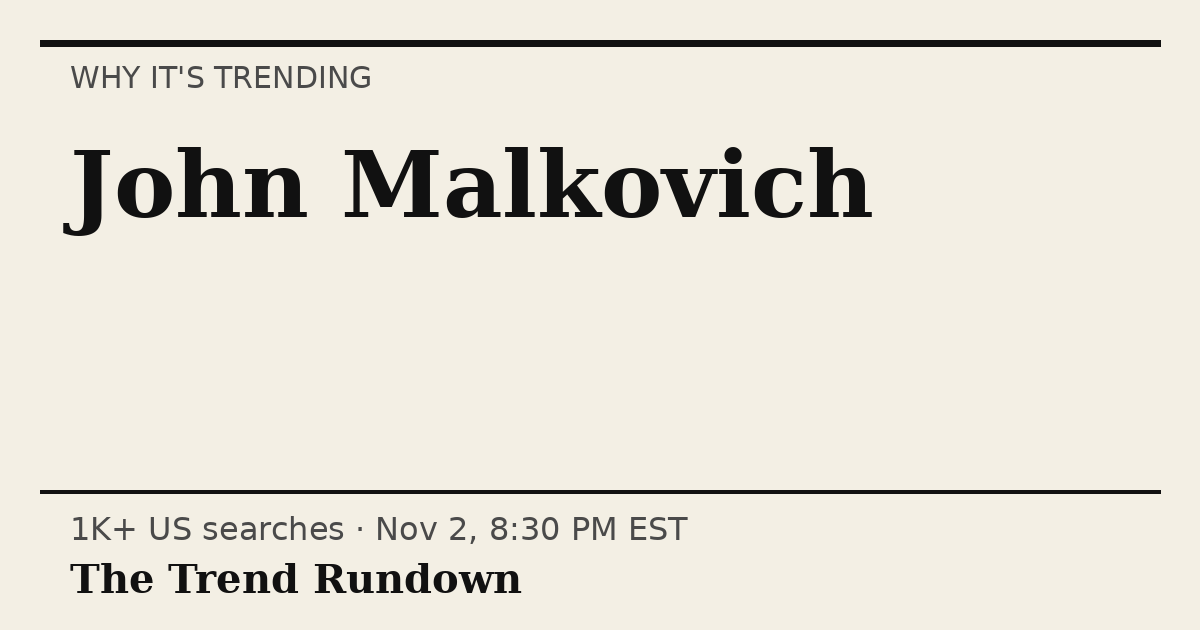 WHY IT'S TRENDING
John Malkovich
1K+ US searches · Nov 2, 8:30 PM EST
The Trend Rundown